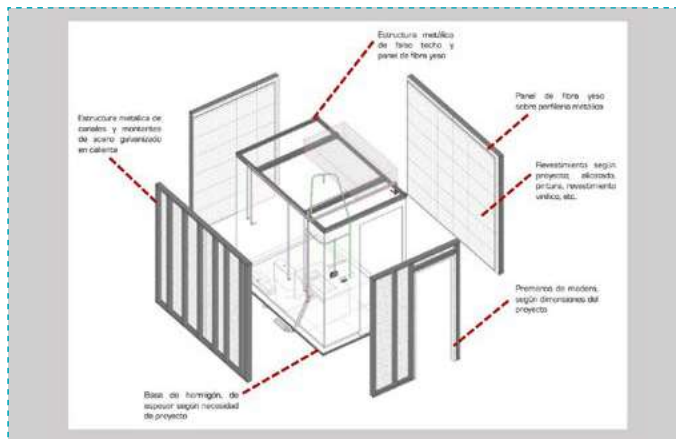 Estructura metálica
de falso techo y
panel de fibra yeso
Panel de fibra yeso
sobre perfilería metálica
Estructura metálica de
canales y montantes
de acero galvanizado
en caliente
Revestimiento según
proyecto; alicatado,
pintura, revestimiento
vinílico, etc.
Premarco de madera,
según dimensiones del
proyecto
Base de hormigón, de
espesor según necesidad
de proyecto